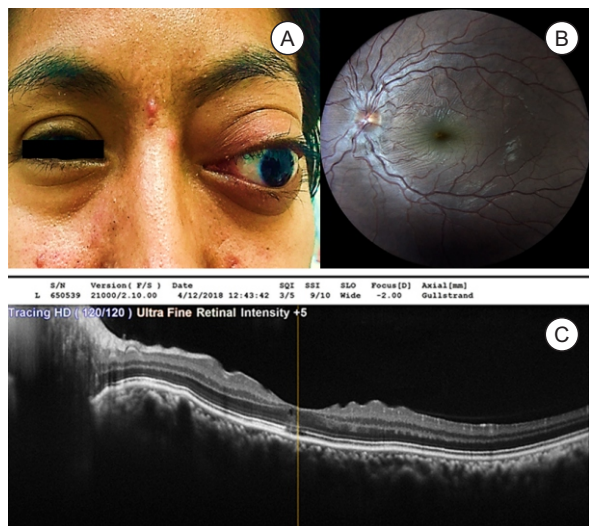 A
B
S/N Version( F/S ) Date SQI SSI SLO Focus[D] Axial[mm]
L 650539 21000/2.10.00 4/12/2018 12:43:42 3/5 9/10 Wide -2.00 Gullstrand
Tracing HD ( 120/120 ) Ultra Fine Retinal Intensity +5
C